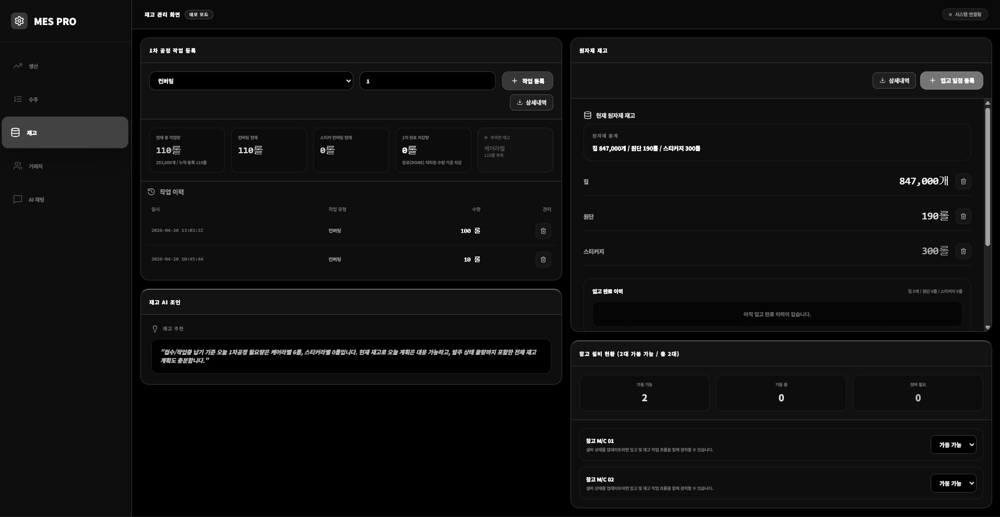 MES PRO
생산
수주
재고
거래처
AI 채팅
재고 관리 화면
데모 모드
시스템 연결됨
1차 공정 작업 등록
컨버팅
1
작업 등록
상세내역
현재 총 작업량
110롤
253,000개 / 누적 등록 110롤
컨버팅 현재
110롤
스티커 컨버팅 현재
0롤
2차 완료 차감량
0롤
완료(DONE) 처리된 수량 기준 차감
부족한 재고
케어라벨
115롤 부족
작업 이력
일시 작업 유형 수량 관리
2026-04-20 13:03:32 컨버팅 100 롤
2026-04-20 10:45:44 컨버팅 10 롤
재고 AI 조언
재고 추천
"접수/작업중 납기 기준 오늘 1차공정 필요량은 케어라벨 6롤, 스티커라벨 0롤입니다. 현재 재고로 오늘 계획은 대응 가능하고, 발주 상태 물량까지 포함한 전체 재고
계획도 충분합니다."
원자재 재고
상세내역
입고 일정 등록
현재 원자재 재고
원자재 총계
칩 847,000개 / 원단 190롤 / 스티커지 300롤
칩 847,000개
원단 190롤
스티커지 300롤
입고 완료 이력
칩 0개 / 원단 0롤 / 스티커지 0롤
아직 입고 완료 이력이 없습니다.
창고 설비 현황 (2대 가동 가능 / 총 2대)
가동 가능
2
가동 중
0
정비 필요
0
창고 M/C 01
설비 상태를 업데이트하면 입고 및 재고 작업 흐름을 함께 관리할 수 있습니다.
가동 가능
창고 M/C 02
설비 상태를 업데이트하면 입고 및 재고 작업 흐름을 함께 관리할 수 있습니다.
가동 가능